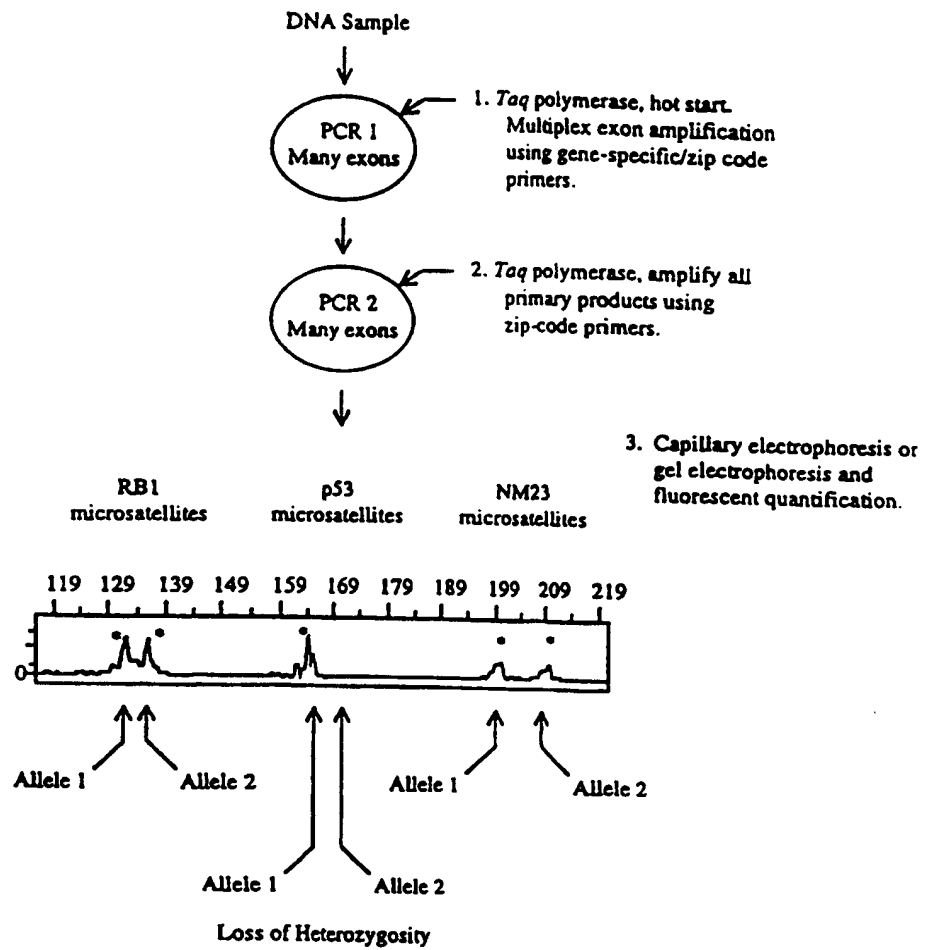 DNA Sample
PCR 1
Many exons
1. Taq polymerase, hot start.
Multiplex exon amplification
using gene-specific/zip code
primers.
PCR 2
Many exons
2. Taq polymerase, amplify all
primary products using
zip-code primers.
3. Capillary electrophoresis or
gel electrophoresis and
fluorescent quantification.
RB1
microsatellites
p53
microsatellites
NM23
microsatellites
119 129 139 149 159 169 179 189 199 209 219
* * * * *
0
Allele 1
Allele 2
Allele 1
Allele 2
Allele 1
Allele 2
Loss of Heterozygosity